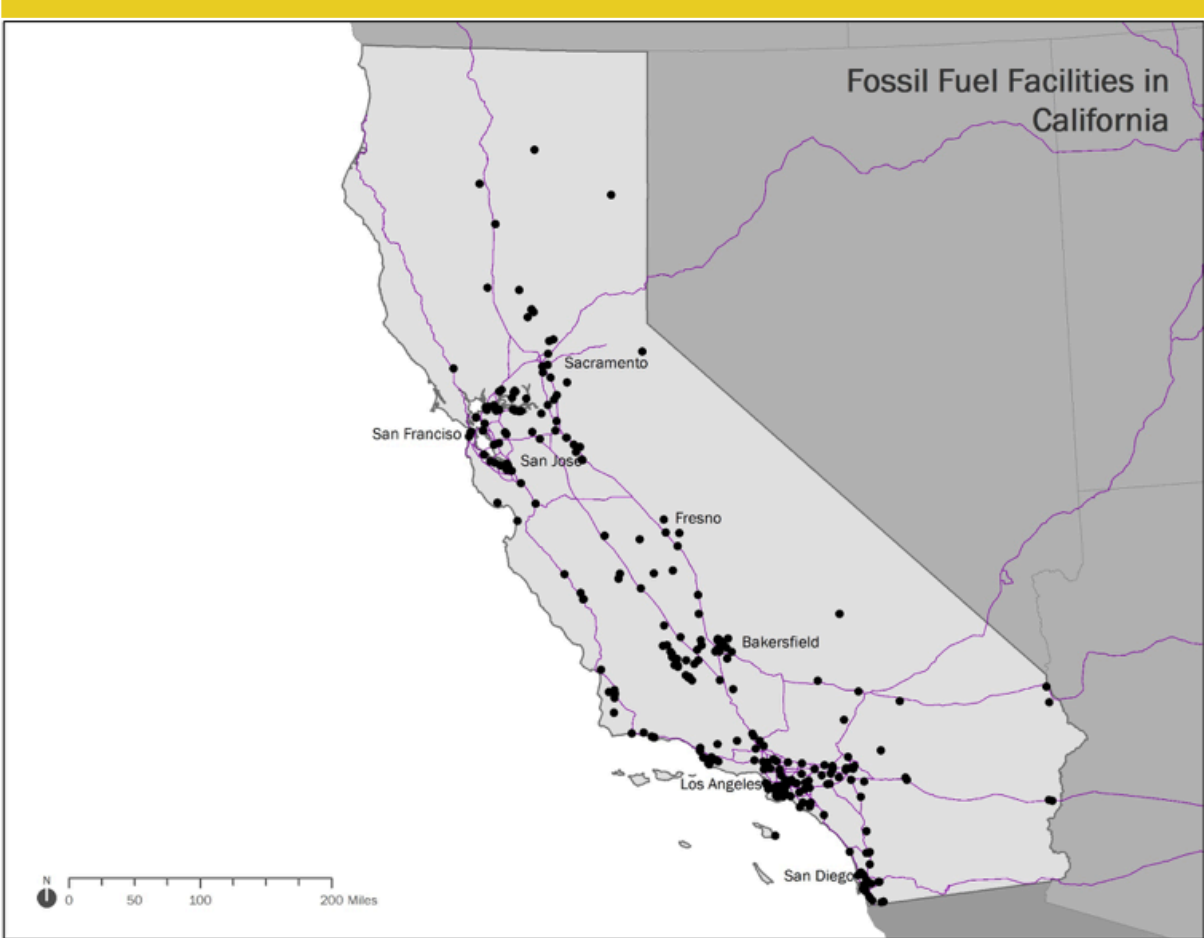 Fossil Fuel Facilities in
California
Sacramento
San Franciso
San Jose
Fresno
Bakersfield
Los Angeles
San Diego
N
0 50 100 200 Miles